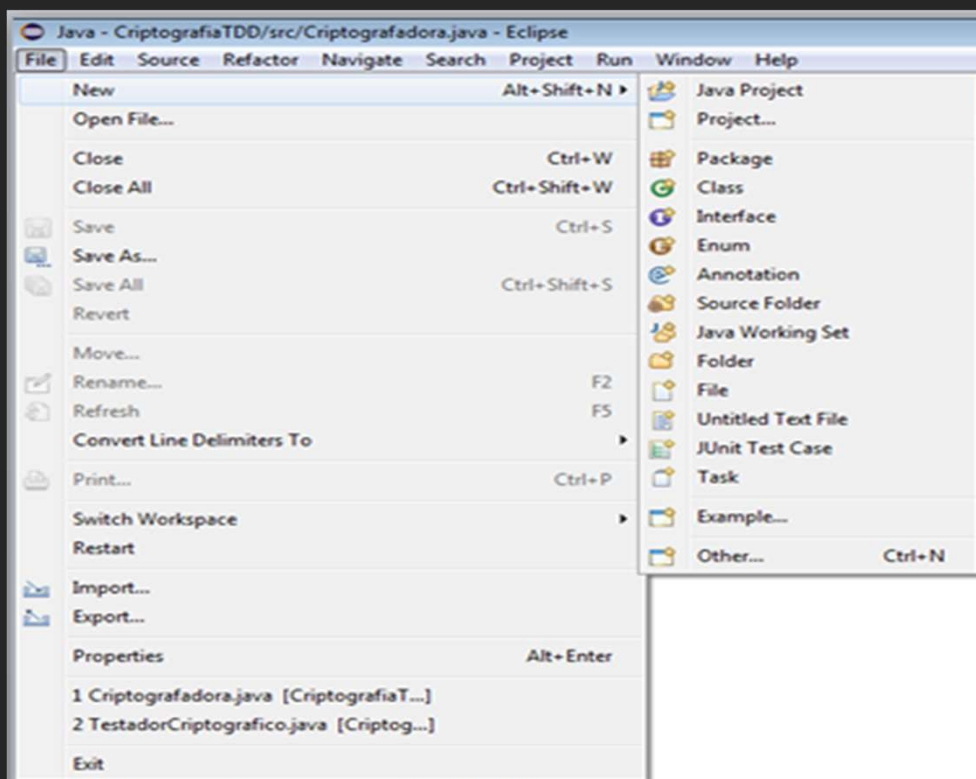 Java - CriptografiaTDD/src/Criptografadora.java - Eclipse
File Edit Source Refactor Navigate Search Project Run Window Help
New Alt+Shift+N
Open File...
Close Ctrl+W
Close All Ctrl+Shift+W
Save Ctrl+S
Save As...
Save All Ctrl+Shift+S
Revert
Move...
Rename... F2
Refresh F5
Convert Line Delimiters To
Print... Ctrl+P
Switch Workspace
Restart
Import...
Export...
Properties Alt+Enter
1 Criptografadora.java [CriptografiaT...]
2 TestadorCriptografico.java [Criptog...]
Exit
Java Project
Project...
Package
Class
Interface
Enum
Annotation
Source Folder
Java Working Set
Folder
File
Untitled Text File
JUnit Test Case
Task
Example...
Other... Ctrl+N